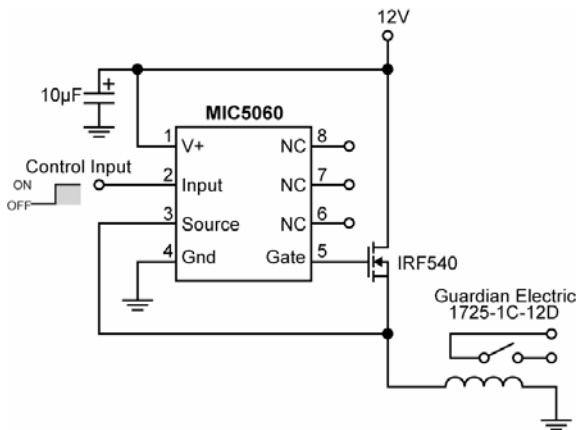 12V
10µF
+
MIC5060
1 V+ NC 8
Control Input
ON
OFF
2 Input NC 7
3 Source NC 6
4 Gnd Gate 5
IRF540
Guardian Electric
1725-1C-12D